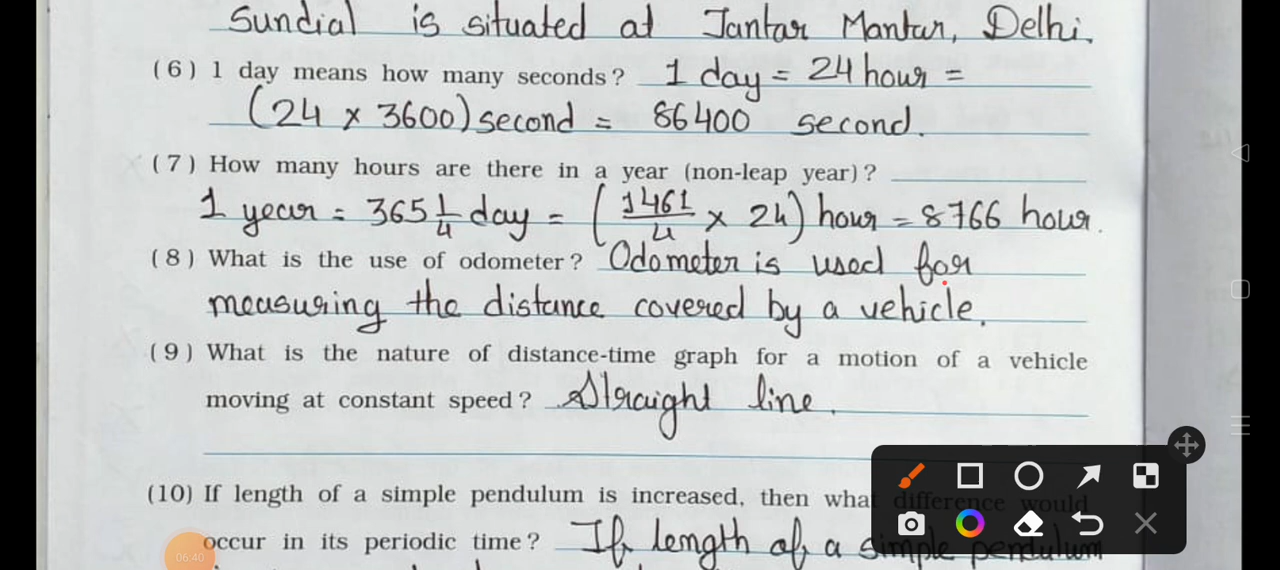 Sundial is situated at Jantar Mantar, Delhi.
(6) 1 day means how many seconds? 1 day = 24 hour =
(24 x 3600) second = 86400 second.
(7) How many hours are there in a year (non-leap year)?
1 year = 365 1/4 day = (1461/4 x 24) hour = 8766 hour.
(8) What is the use of odometer? Odometer is used for
measuring the distance covered by a vehicle.
(9) What is the nature of distance-time graph for a motion of a vehicle
moving at constant speed? Straight line.
(10) If length of a simple pendulum is increased, then what difference would
occur in its periodic time? If length of a simple pendulum
06:40